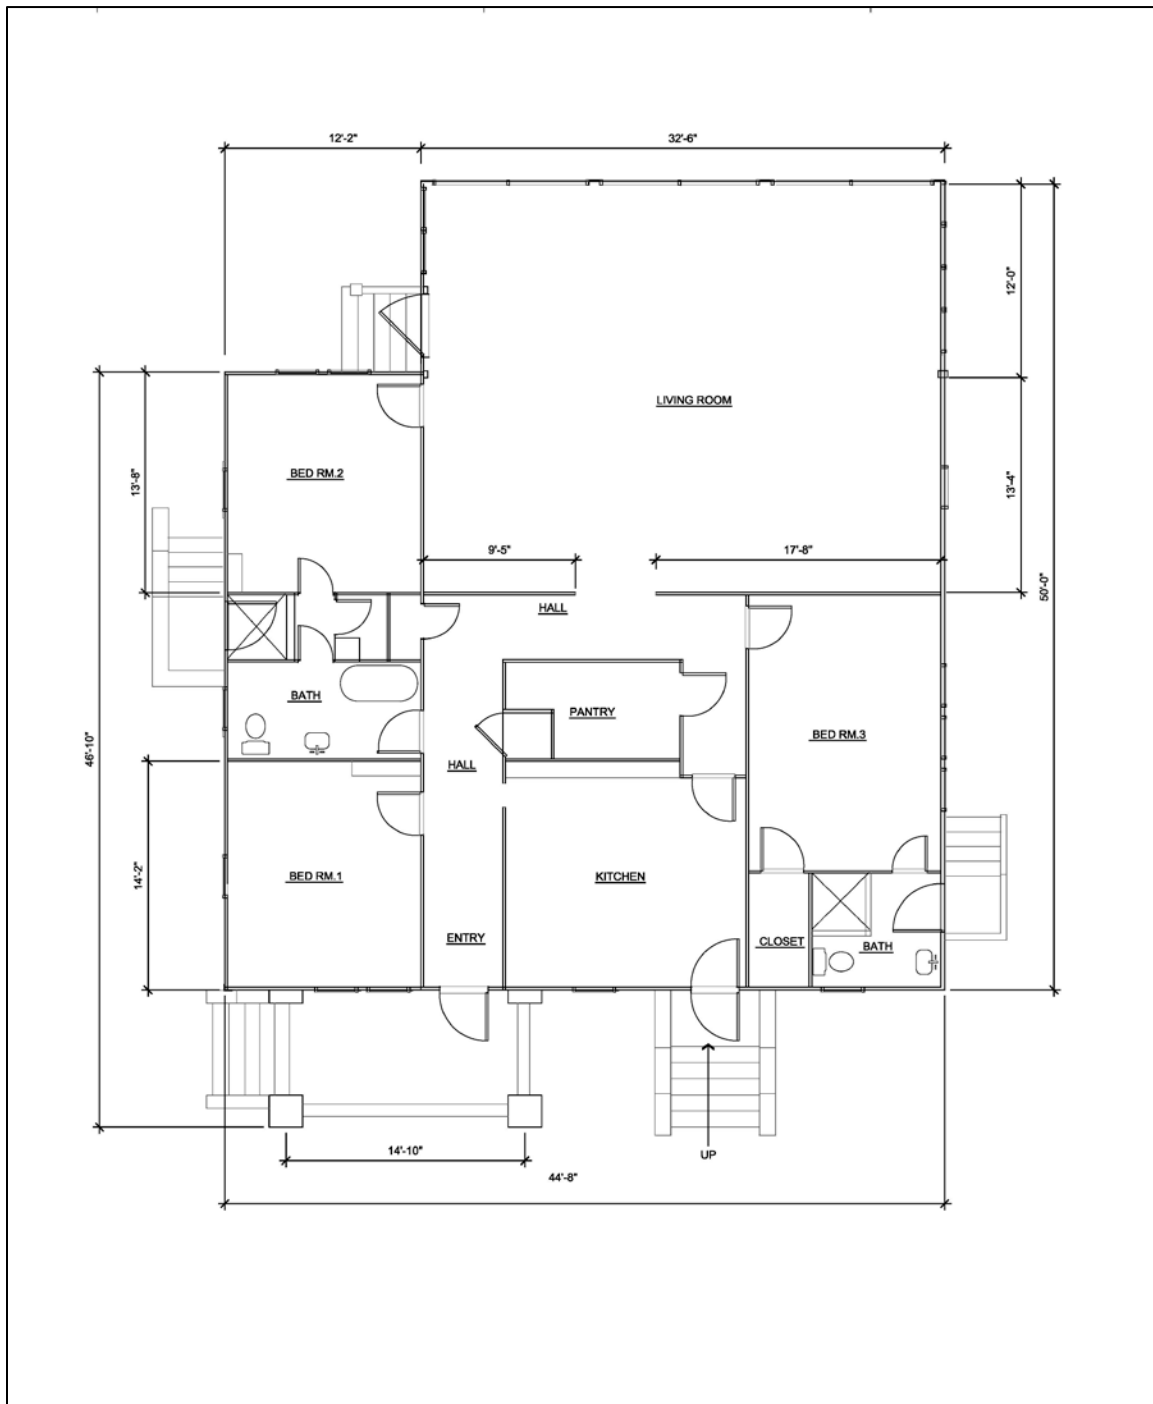 12'-2"
32'-6"
12'-0"
LIVING ROOM
BED RM.2
13'-8"
13'-4"
9'-5"
17'-8"
50'-0"
HALL
BATH
PANTRY
BED RM.3
46'-10"
HALL
14'-2"
BED RM.1
KITCHEN
ENTRY
CLOSET
BATH
14'-10"
UP
44'-8"